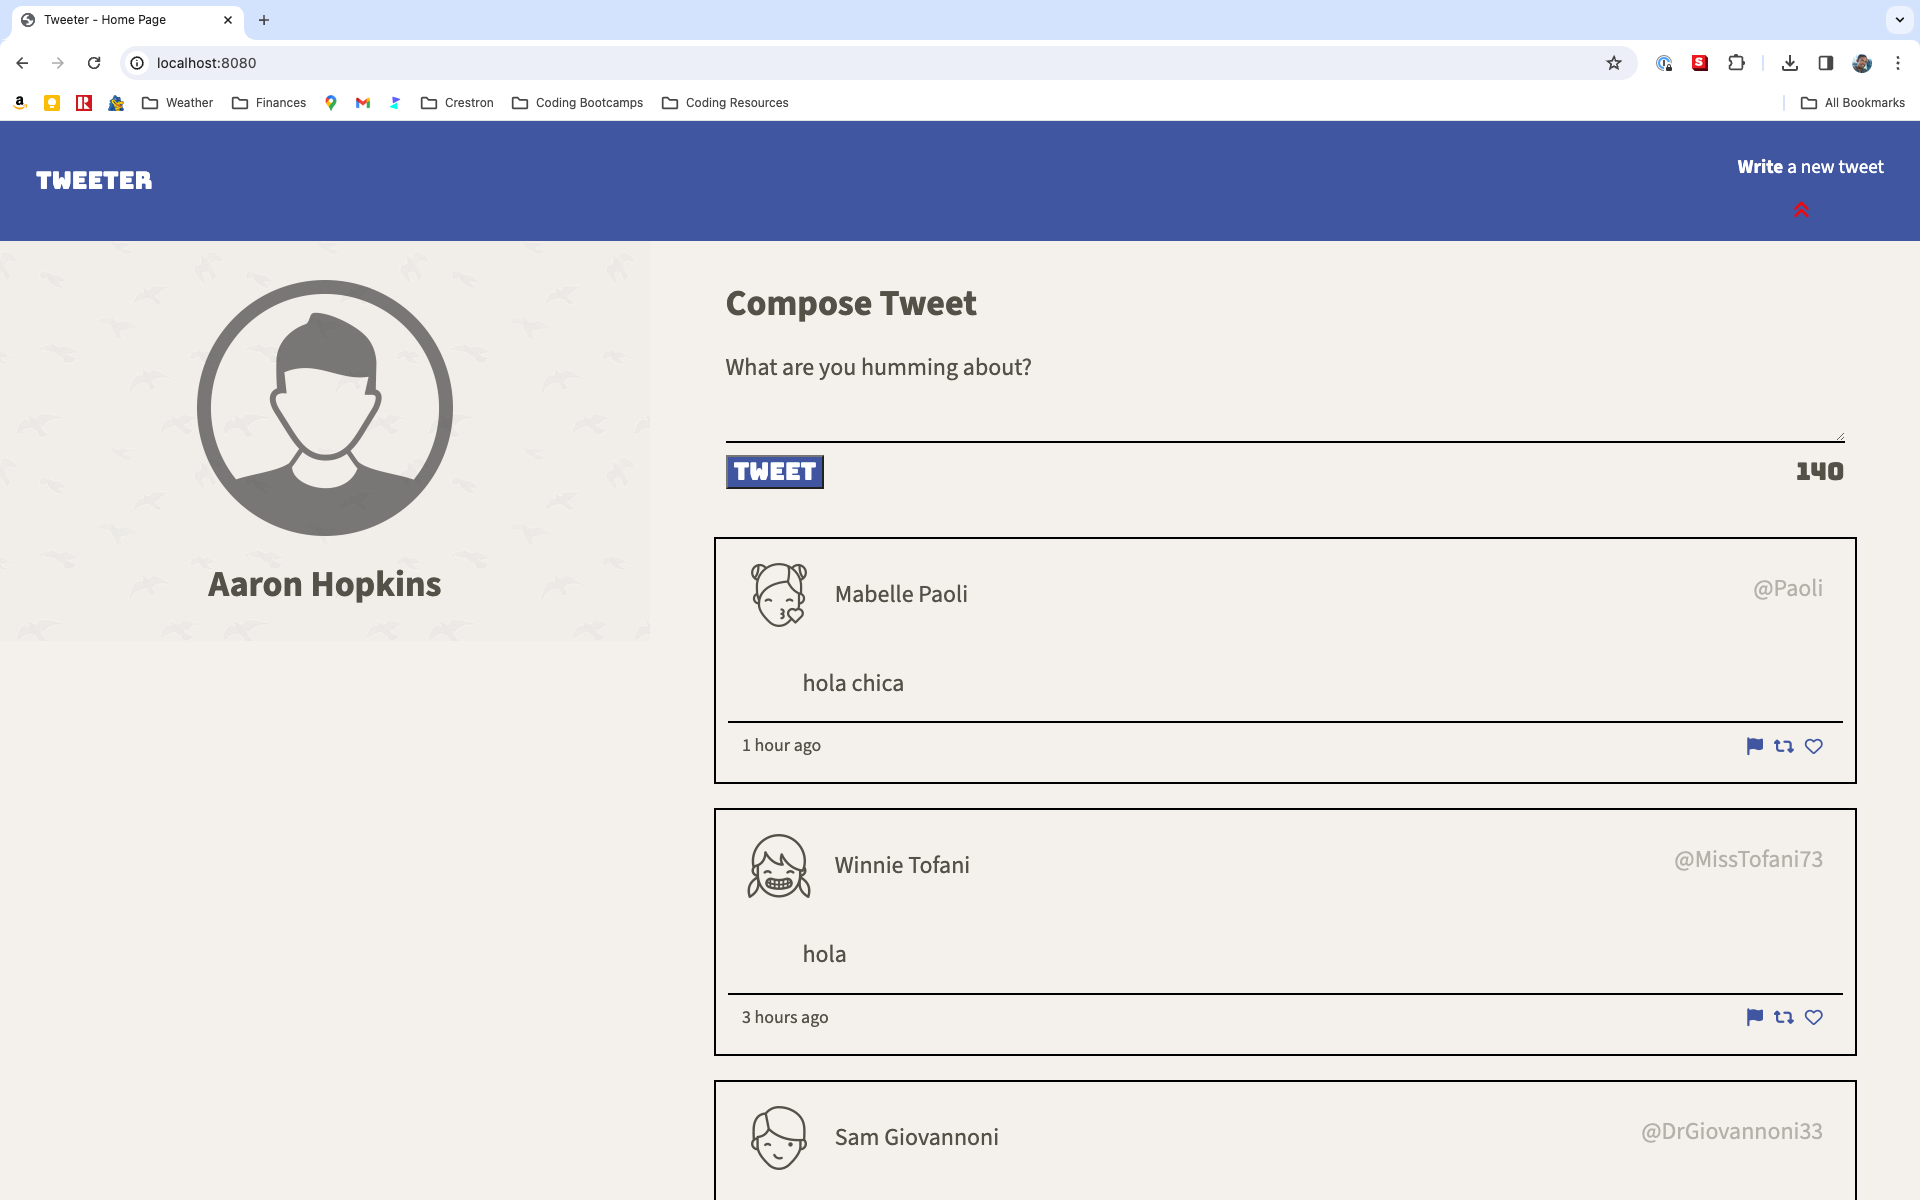 Tweeter - Home Page
localhost:8080
Weather Finances Crestron Coding Bootcamps Coding Resources All Bookmarks
TWEETER
Write a new tweet
Aaron Hopkins
Compose Tweet
What are you humming about?
TWEET 140
Mabelle Paoli @Paoli
hola chica
1 hour ago
Winnie Tofani @MissTofani73
hola
3 hours ago
Sam Giovannoni @DrGiovannoni33